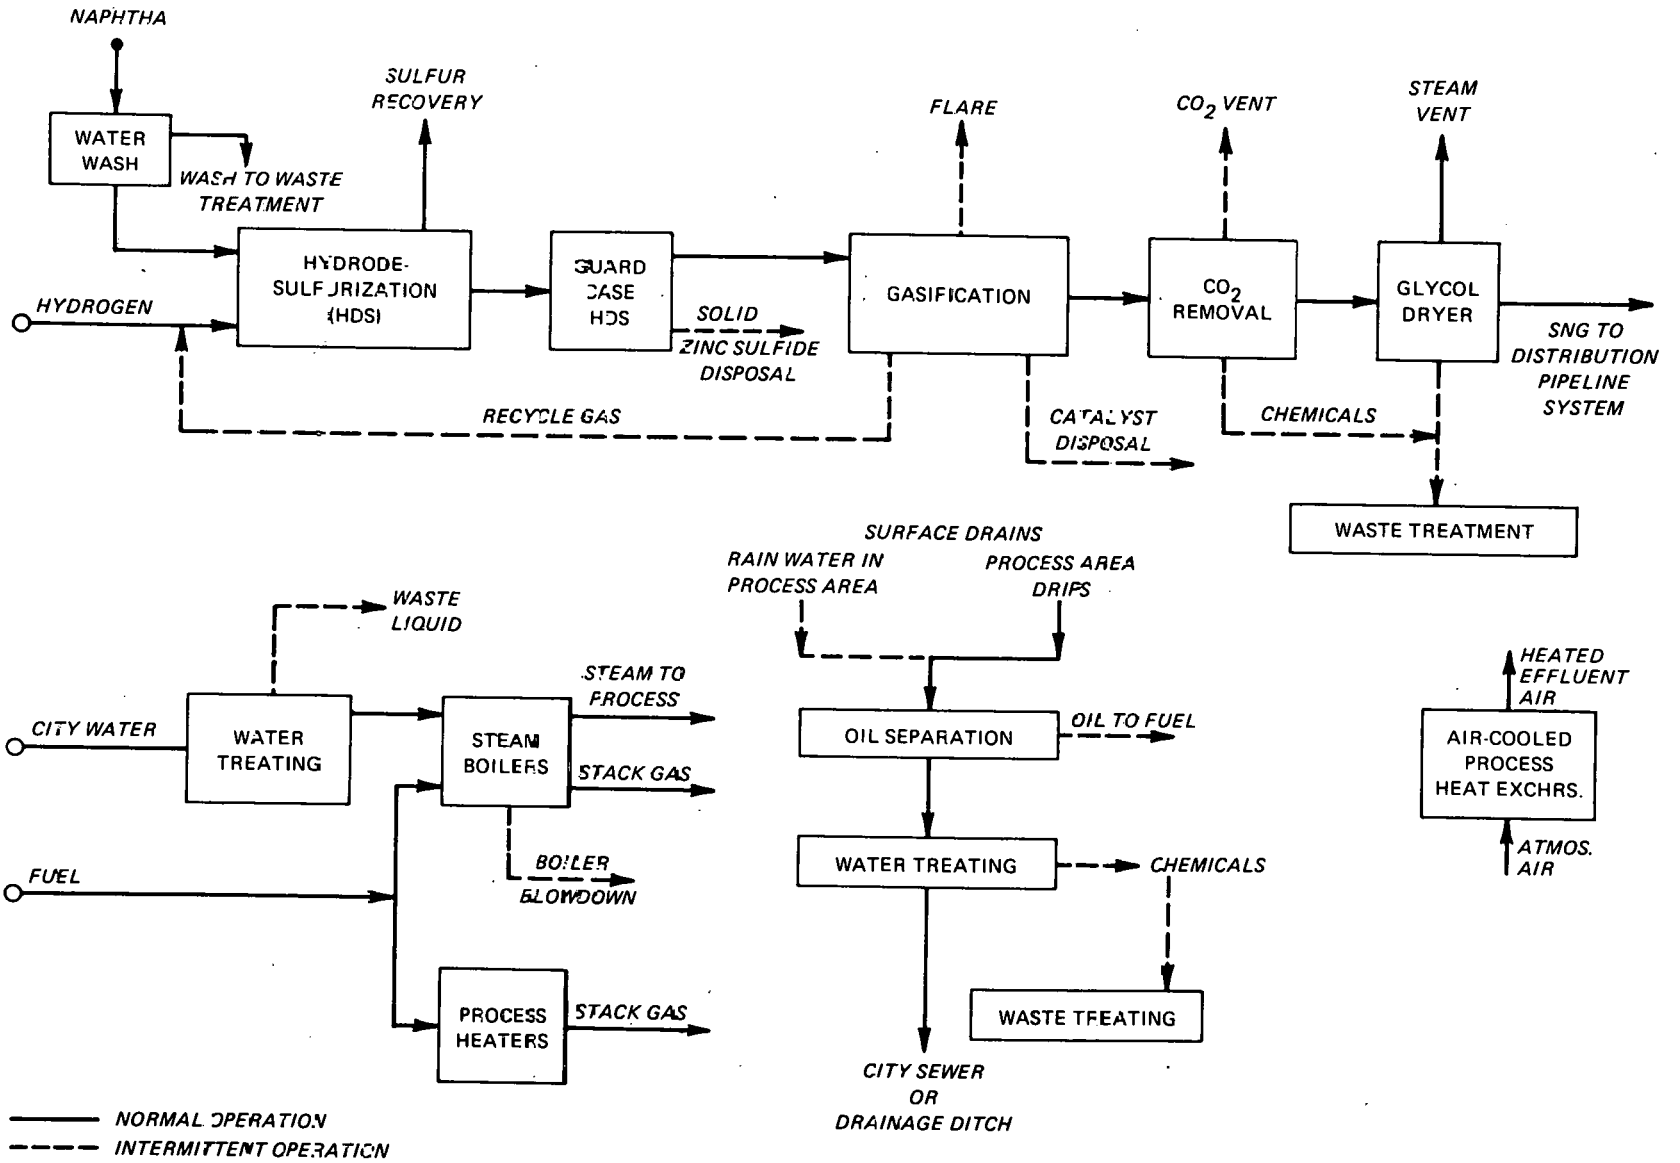 NAPHTHA
WATER
WASH
WASH TO WASTE
TREATMENT
SULFUR
RECOVERY
HYDROGEN
HYDRODE-
SULFURIZATION
(HDS)
GUARD
CASE
HDS
SOLID
ZINC SULFIDE
DISPOSAL
RECYCLE GAS
FLARE
GASIFICATION
CATALYST
DISPOSAL
CO2 VENT
CO2
REMOVAL
CHEMICALS
STEAM
VENT
GLYCOL
DRYER
SNG TO
DISTRIBUTION
PIPELINE
SYSTEM
WASTE TREATMENT
WASTE
LIQUID
CITY WATER
WATER
TREATING
STEAM
BOILERS
STEAM TO
PROCESS
STACK GAS
BOILER
BLOWDOWN
FUEL
PROCESS
HEATERS
STACK GAS
SURFACE DRAINS
RAIN WATER IN
PROCESS AREA
PROCESS AREA
DRIPS
OIL SEPARATION
OIL TO FUEL
WATER TREATING
CHEMICALS
WASTE TREATING
CITY SEWER
OR
DRAINAGE DITCH
HEATED
EFFLUENT
AIR
AIR-COOLED
PROCESS
HEAT EXCHRS.
ATMOS.
AIR
NORMAL OPERATION
INTERMITTENT OPERATION